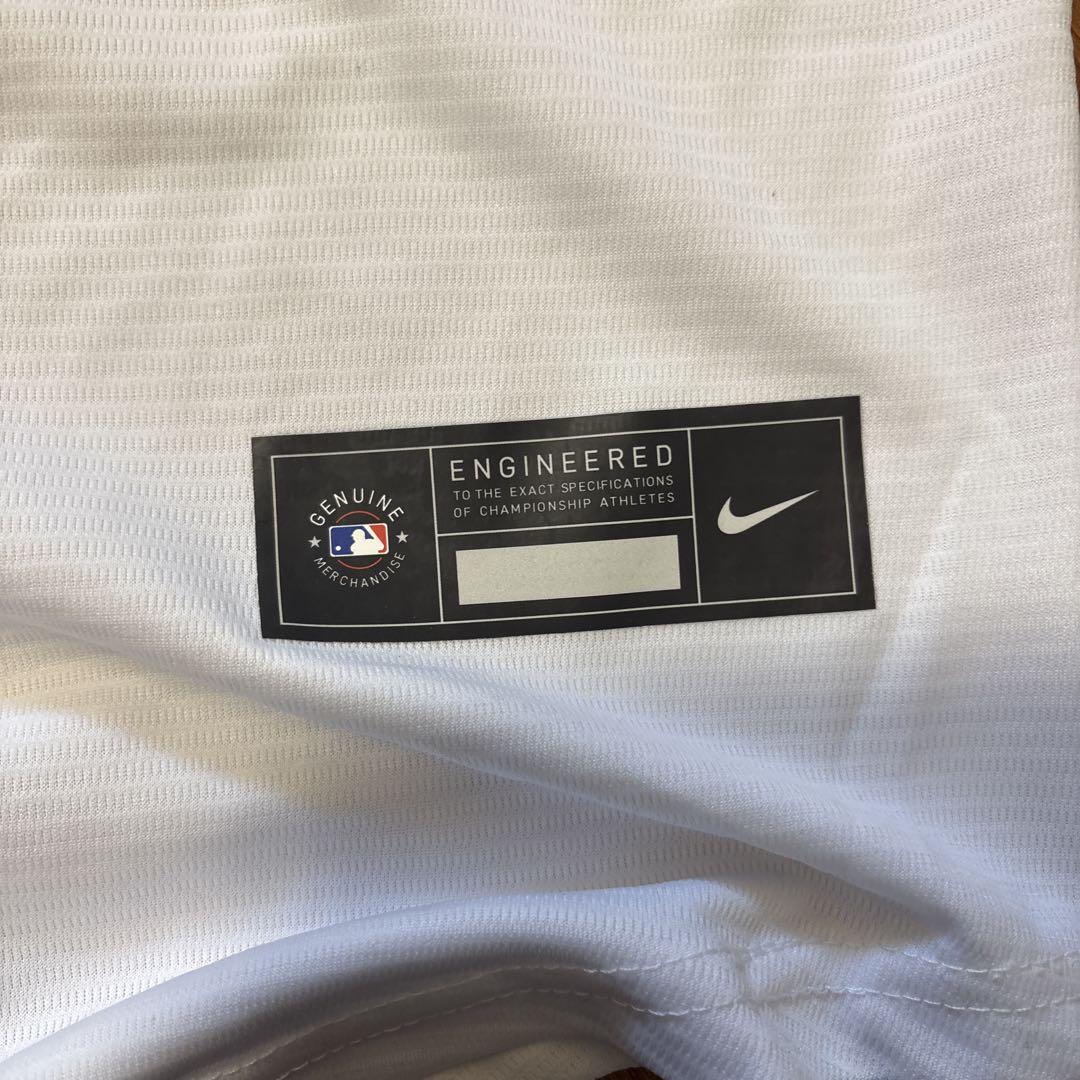 GENUINE
MERCHANDISE
ENGINEERED
TO THE EXACT SPECIFICATIONS
OF CHAMPIONSHIP ATHLETES